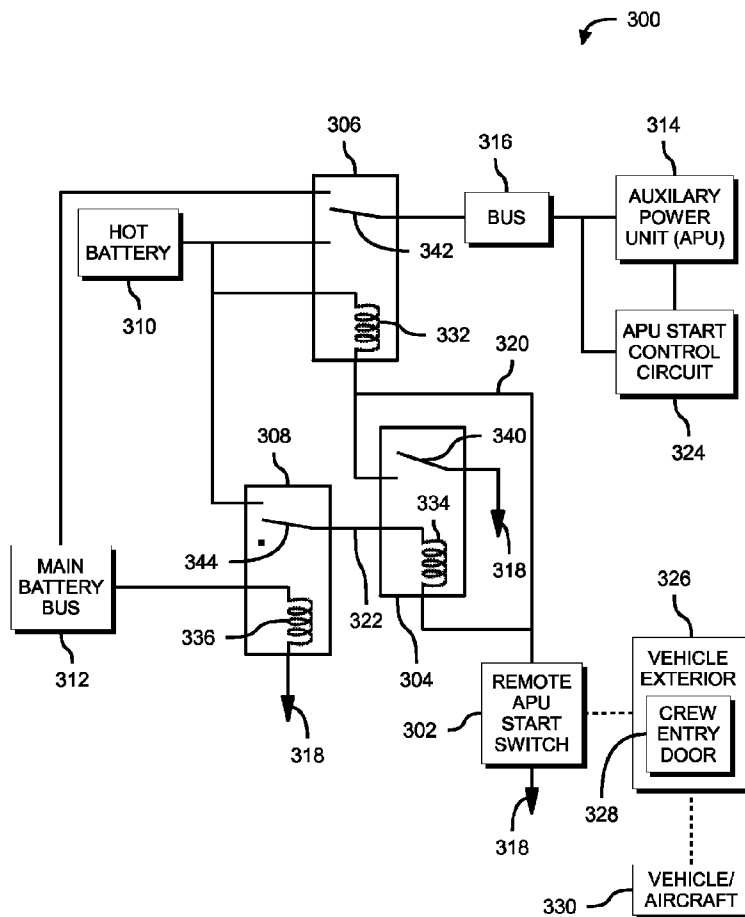 300
306
316
314
BUS
AUXILARY
POWER
UNIT (APU)
342
HOT
BATTERY
310
332
320
APU START
CONTROL
CIRCUIT
324
308
340
334
318
344
322
MAIN
BATTERY
BUS
312
336
318
304
302
REMOTE
APU
START
SWITCH
318
326
VEHICLE
EXTERIOR
CREW
ENTRY
DOOR
328
330
VEHICLE/
AIRCRAFT